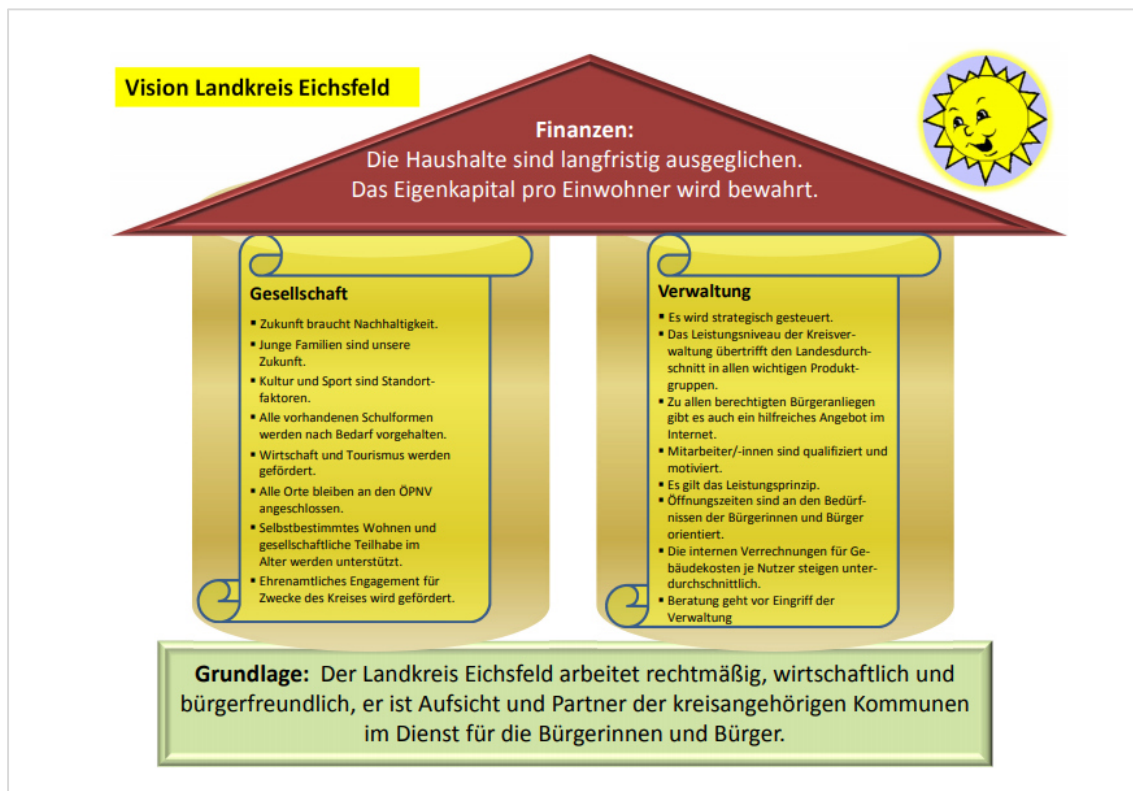 Vision Landkreis Eichsfeld
Finanzen:
Die Haushalte sind langfristig ausgeglichen.
Das Eigenkapital pro Einwohner wird bewahrt.
Gesellschaft
▪ Zukunft braucht Nachhaltigkeit.
▪ Junge Familien sind unsere
Zukunft.
▪ Kultur und Sport sind Standort-
faktoren.
▪ Alle vorhandenen Schulformen
werden nach Bedarf vorgehalten.
▪ Wirtschaft und Tourismus werden
gefördert.
▪ Alle Orte bleiben an den ÖPNV
angeschlossen.
▪ Selbstbestimmtes Wohnen und
gesellschaftliche Teilhabe im
Alter werden unterstützt.
▪ Ehrenamtliches Engagement für
Zwecke des Kreises wird gefördert.
Verwaltung
▪ Es wird strategisch gesteuert.
▪ Das Leistungsniveau der Kreisver-
waltung übertrifft den Landesdurch-
schnitt in allen wichtigen Produkt-
gruppen.
▪ Zu allen berechtigten Bürgeranliegen
gibt es auch ein hilfreiches Angebot im
Internet.
▪ Mitarbeiter/-innen sind qualifiziert und
motiviert.
▪ Es gilt das Leistungsprinzip.
▪ Öffnungszeiten sind an den Bedürf-
nissen der Bürgerinnen und Bürger
orientiert.
▪ Die internen Verrechnungen für Ge-
bäudekosten je Nutzer steigen unter-
durchschnittlich.
▪ Beratung geht vor Eingriff der
Verwaltung
Grundlage: Der Landkreis Eichsfeld arbeitet rechtmäßig, wirtschaftlich und
bürgerfreundlich, er ist Aufsicht und Partner der kreisangehörigen Kommunen
im Dienst für die Bürgerinnen und Bürger.